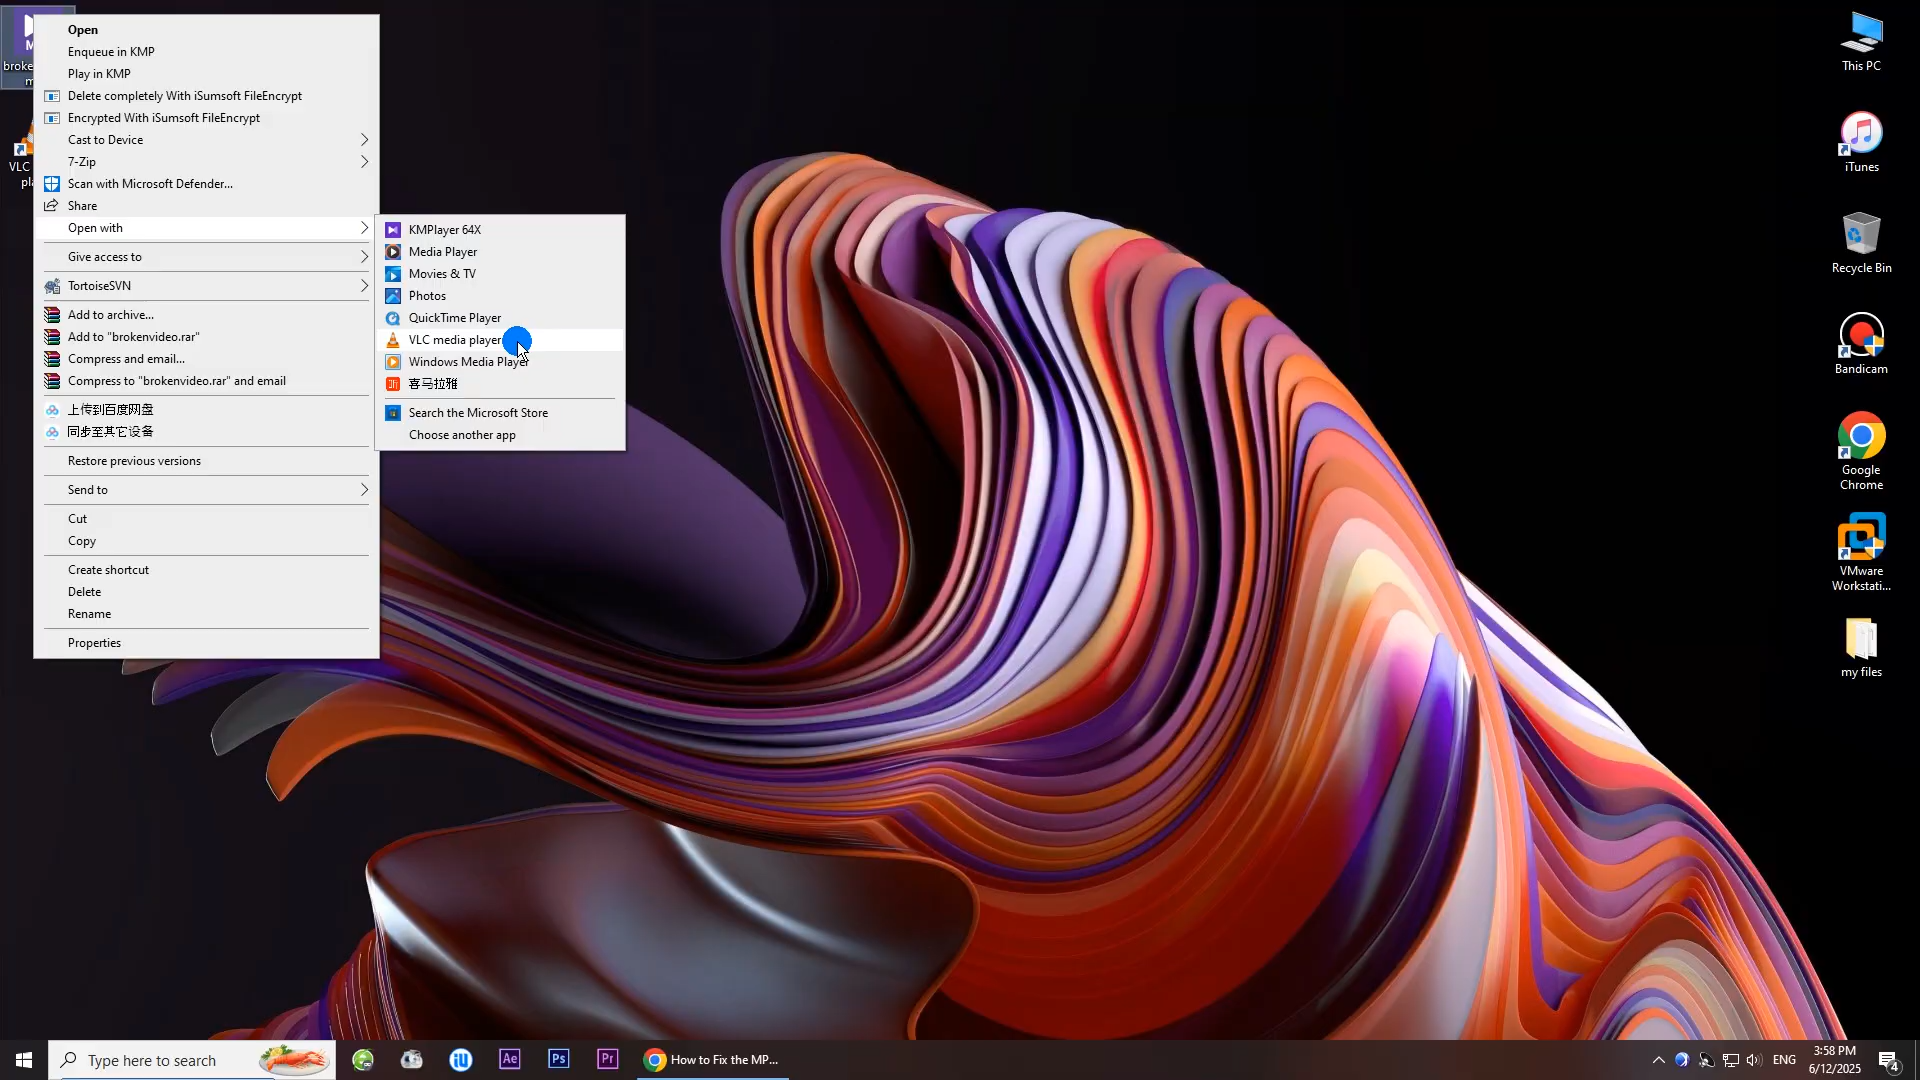 Open
Enqueue in KMP
Play in KMP
Delete completely With iSumsoft FileEncrypt
Encrypted With iSumsoft FileEncrypt
Cast to Device
7-Zip
Scan with Microsoft Defender...
Share
Open with
Give access to
TortoiseSVN
Add to archive...
Add to "brokenvideo.rar"
Compress and email...
Compress to "brokenvideo.rar" and email
上传到百度网盘
同步至其它设备
Restore previous versions
Send to
Cut
Copy
Create shortcut
Delete
Rename
Properties
KMPlayer 64X
Media Player
Movies & TV
Photos
QuickTime Player
VLC media player
Windows Media Player
喜马拉雅
Search the Microsoft Store
Choose another app
VLC
This PC
iTunes
Recycle Bin
Bandicam
Google
Chrome
VMware
Workstati...
my files
Type here to search
Ae
Ps
Pr
How to Fix the MP...
ENG
3:58 PM
6/12/2025
4